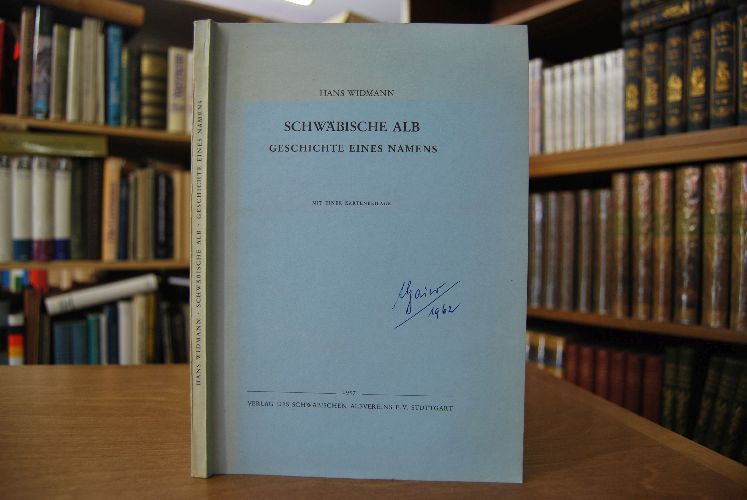 HANS WIDMANN
SCHWÄBISCHE ALB
GESCHICHTE EINES NAMENS
MIT EINER KARTENBEILAGE
1962
1957
VERLAG DES SCHWÄBISCHEN ALBVEREINS E.V. STUTTGART
HANS WIDMANN · SCHWÄBISCHE ALB · GESCHICHTE EINES NAMENS